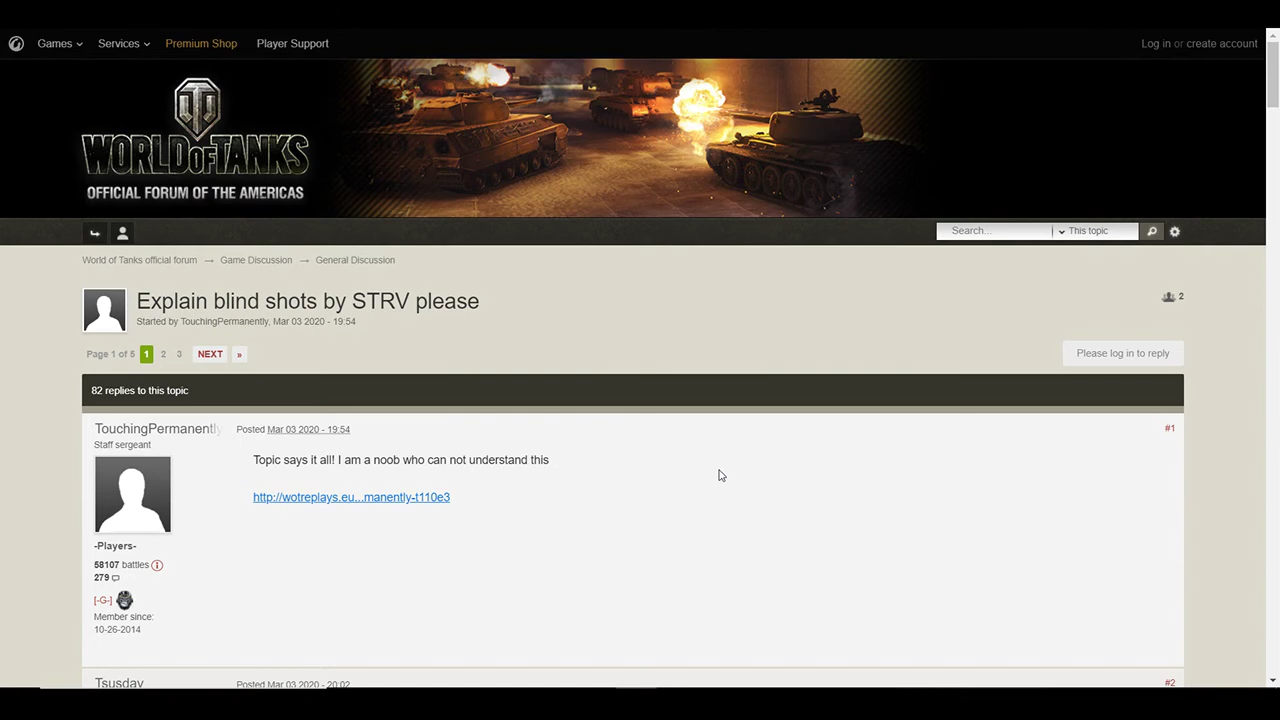 Games Services Premium Shop Player Support Log in or create account
WORLD OF TANKS
OFFICIAL FORUM OF THE AMERICAS
Search... This topic
World of Tanks official forum → Game Discussion → General Discussion
Explain blind shots by STRV please
2
Started by TouchingPermanently, Mar 03 2020 - 19:54
Page 1 of 5 1 2 3 NEXT »
Please log in to reply
82 replies to this topic
TouchingPermanently Posted Mar 03 2020 - 19:54 #1
Staff sergeant
Topic says it all! I am a noob who can not understand this
http://wotreplays.eu...manently-t110e3
-Players-
58107 battles
279
[-G-]
Member since:
10-26-2014
Tsusday Posted Mar 03 2020 - 20:02 #2